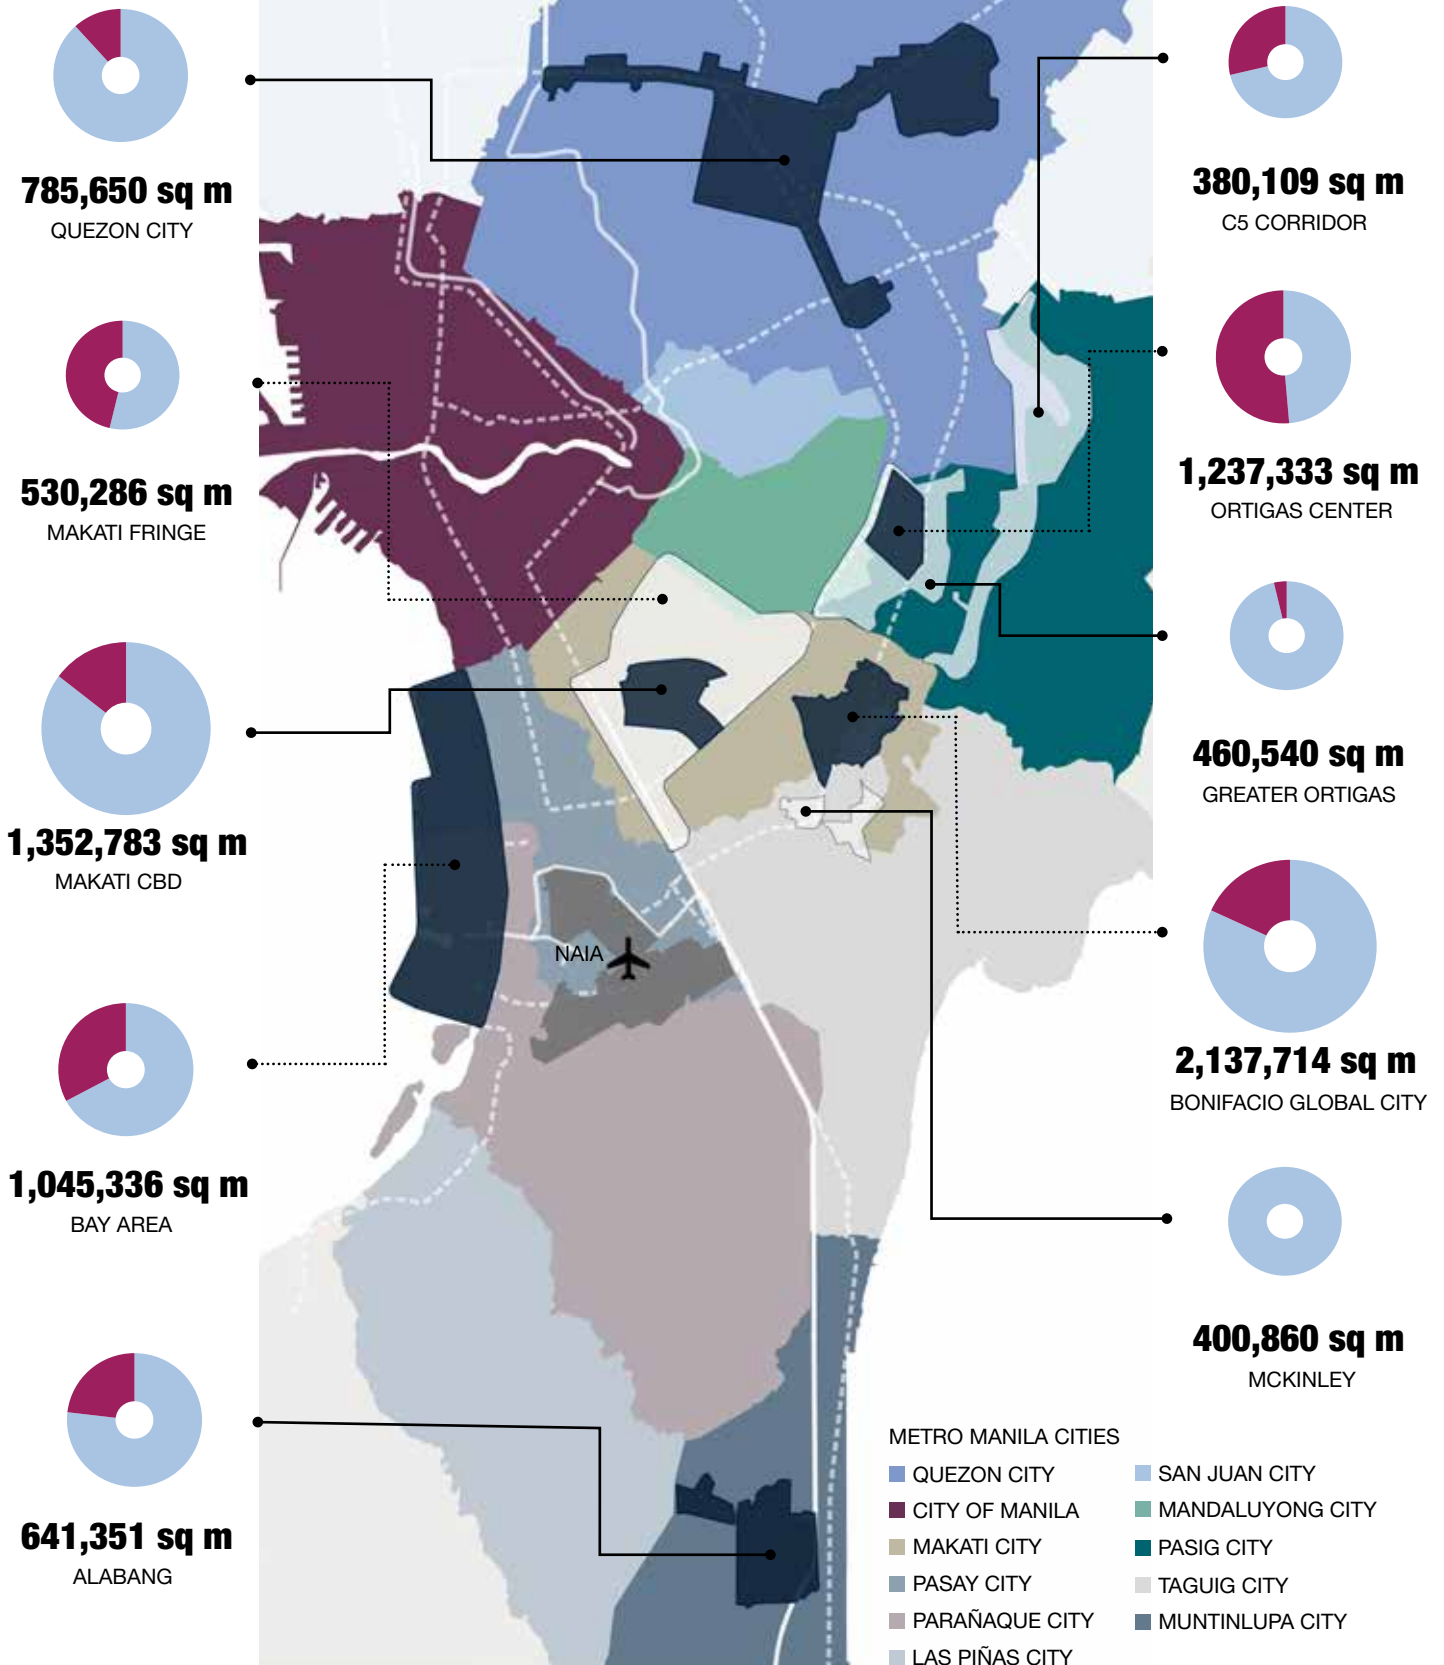 785,650 sq m
QUEZON CITY
530,286 sq m
MAKATI FRINGE
1,352,783 sq m
MAKATI CBD
1,045,336 sq m
BAY AREA
641,351 sq m
ALABANG
NAIA
380,109 sq m
C5 CORRIDOR
1,237,333 sq m
ORTIGAS CENTER
460,540 sq m
GREATER ORTIGAS
2,137,714 sq m
BONIFACIO GLOBAL CITY
400,860 sq m
MCKINLEY
METRO MANILA CITIES
QUEZON CITY
CITY OF MANILA
MAKATI CITY
PASAY CITY
PARAÑAQUE CITY
LAS PIÑAS CITY
SAN JUAN CITY
MANDALUYONG CITY
PASIG CITY
TAGUIG CITY
MUNTINLUPA CITY